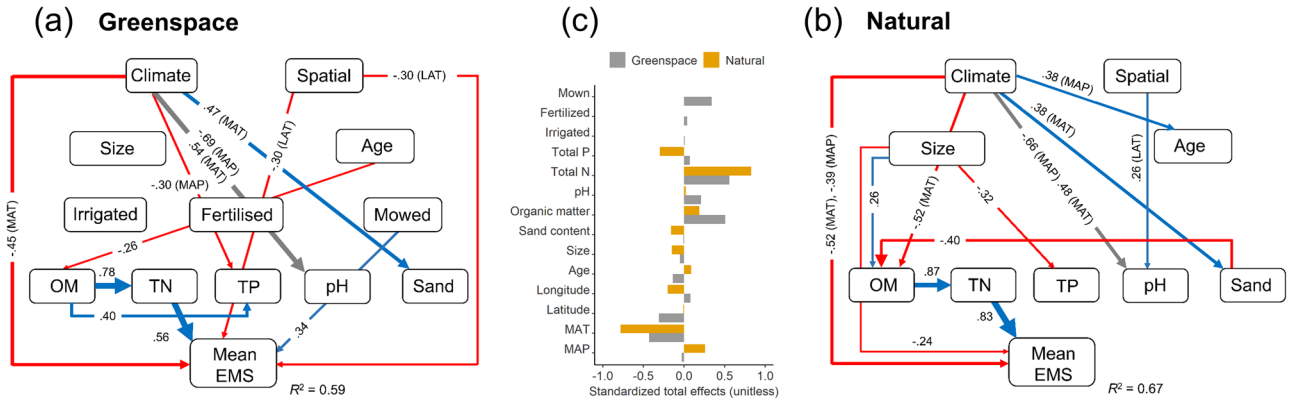 (a) Greenspace
Climate
Spatial
-.30 (LAT)
.47 (MAT)
-.69 (MAP)
.54 (MAT)
-.30 (LAT)
Size
Age
-.30 (MAP)
Irrigated
Fertilised
Mowed
-.45 (MAT)
-.26
OM
.78
TN
TP
pH
Sand
.40
.56
.34
Mean
EMS
R² = 0.59
(c)
Greenspace
Natural
Mown
Fertilized
Irrigated
Total P
Total N
pH
Organic matter
Sand content
Size
Age
Longitude
Latitude
MAT
MAP
-1.0 -0.5 0.0 0.5 1.0
Standardized total effects (unitless)
(b) Natural
Climate
Spatial
.38 (MAP)
.38 (MAT)
Size
Age
-.66 (MAP) .48 (MAT)
.26 (LAT)
-.52 (MAT), -.39 (MAP)
.26
-.52 (MAT)
-.32
-.40
OM
.87
TN
TP
pH
Sand
.83
-.24
Mean
EMS
R² = 0.67